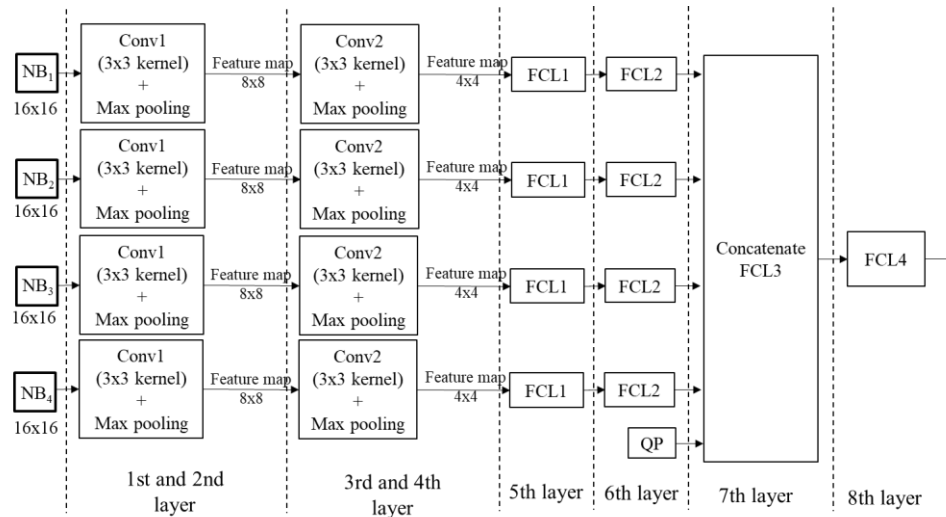 NB1
16x16
Conv1
(3x3 kernel)
+
Max pooling
Feature map
8x8
Conv2
(3x3 kernel)
+
Max pooling
Feature map
4x4
FCL1
FCL2
NB2
16x16
Conv1
(3x3 kernel)
+
Max pooling
Feature map
8x8
Conv2
(3x3 kernel)
+
Max pooling
Feature map
4x4
FCL1
FCL2
NB3
16x16
Conv1
(3x3 kernel)
+
Max pooling
Feature map
8x8
Conv2
(3x3 kernel)
+
Max pooling
Feature map
4x4
FCL1
FCL2
NB4
16x16
Conv1
(3x3 kernel)
+
Max pooling
Feature map
8x8
Conv2
(3x3 kernel)
+
Max pooling
Feature map
4x4
FCL1
FCL2
QP
Concatenate
FCL3
FCL4
1st and 2nd
layer
3rd and 4th
layer
5th layer
6th layer
7th layer
8th layer